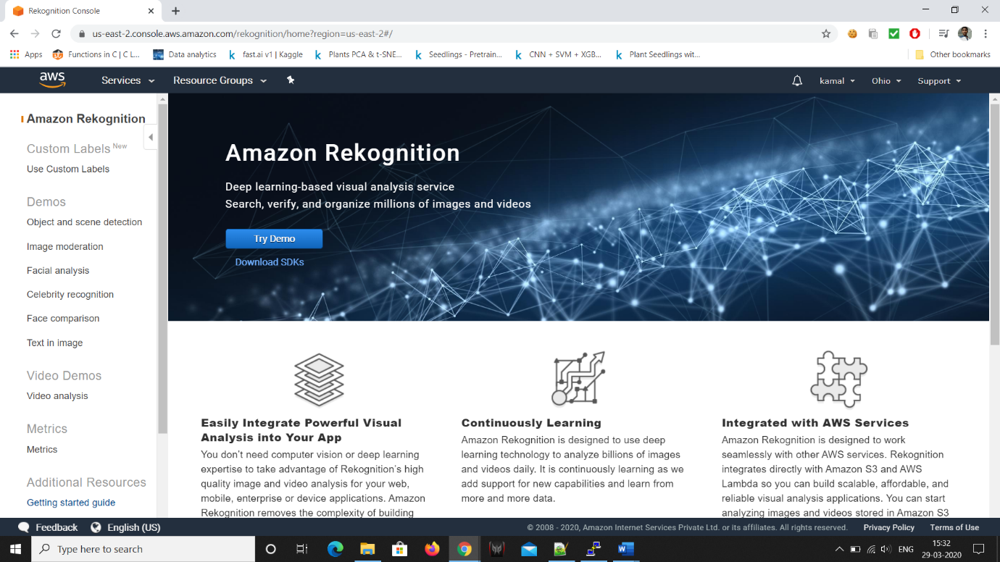 Rekognition Console
us-east-2.console.aws.amazon.com/rekognition/home?region=us-east-2#/
Apps Functions in C | C L... Data analytics fast.ai v1 | Kaggle Plants PCA & t-SNE... Seedlings - Pretrain... CNN + SVM + XGB... Plant Seedlings wit... Other bookmarks
aws Services Resource Groups kamal Ohio Support
Amazon Rekognition
Custom Labels New
Use Custom Labels
Demos
Object and scene detection
Image moderation
Facial analysis
Celebrity recognition
Face comparison
Text in image
Video Demos
Video analysis
Metrics
Metrics
Additional Resources
Getting started guide
Amazon Rekognition
Deep learning-based visual analysis service
Search, verify, and organize millions of images and videos
Try Demo
Download SDKs
Easily Integrate Powerful Visual
Analysis into Your App
You don't need computer vision or deep learning
expertise to take advantage of Rekognition's high
quality image and video analysis for your web,
mobile, enterprise or device applications. Amazon
Rekognition removes the complexity of building
Continuously Learning
Amazon Rekognition is designed to use deep
learning technology to analyze billions of images
and videos daily. It is continuously learning as we
add support for new capabilities and learn from
more and more data.
Integrated with AWS Services
Amazon Rekognition is designed to work
seamlessly with other AWS services. Rekognition
integrates directly with Amazon S3 and AWS
Lambda so you can build scalable, affordable, and
reliable visual analysis applications. You can start
analyzing images and videos stored in Amazon S3
Feedback English (US) © 2008 - 2020, Amazon Internet Services Private Ltd. or its affiliates. All rights reserved. Privacy Policy Terms of Use
Type here to search
ENG
15:32
29-03-2020